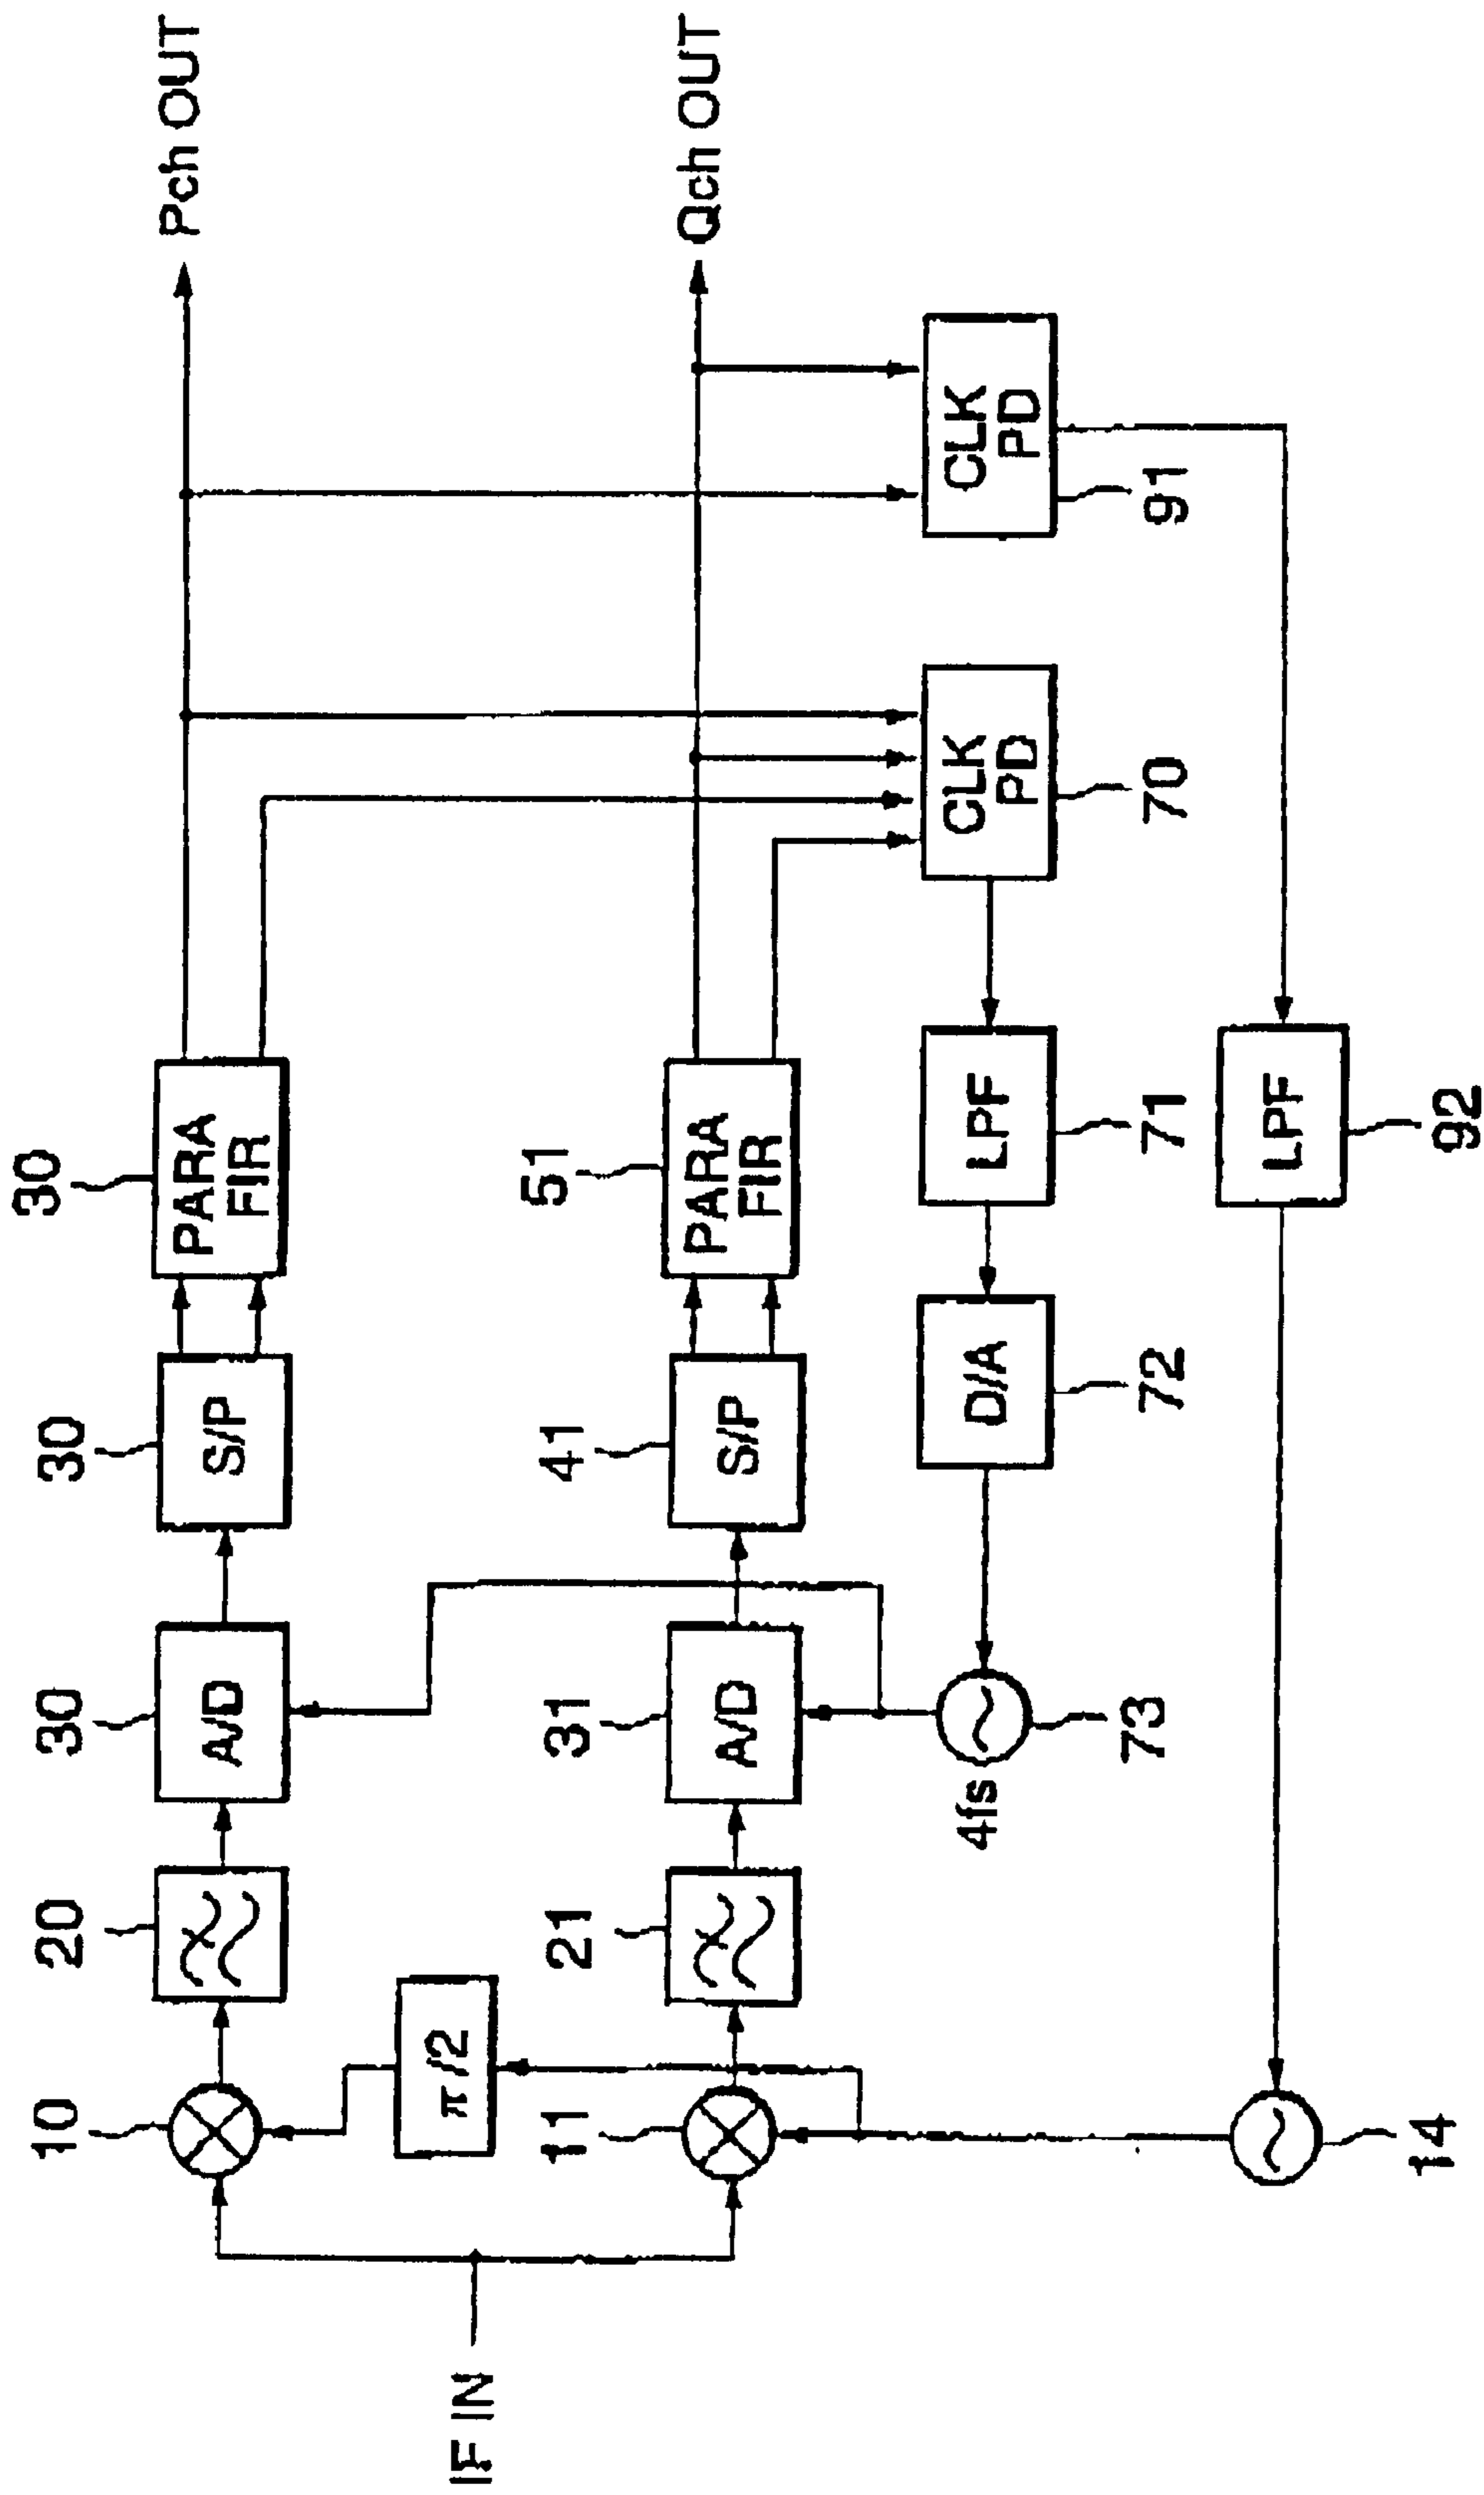 10
20
30
30
30
Pch OUT
A/D
S/P
PARA
FIR
π/2
IF IN
11
21
31
41
51
Qch OUT
A/D
S/P
PARA
FIR
4fs
73
D/A
72
LPF
71
CLK
PD
70
CLK
PD
91
14
LPF
92